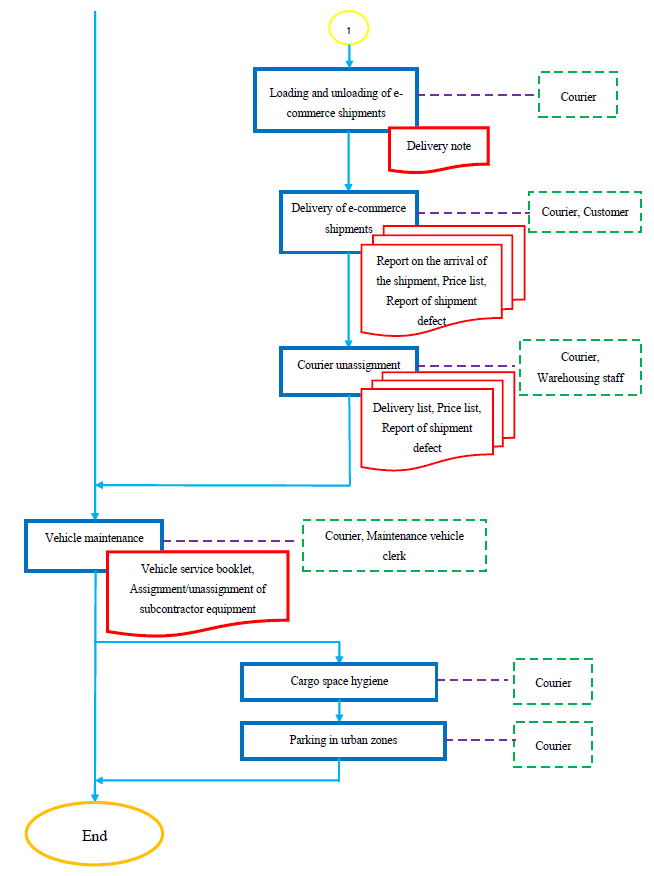 1
Loading and unloading of e-
commerce shipments
Courier
Delivery note
Delivery of e-commerce
shipments
Courier, Customer
Report on the arrival of
the shipment, Price list,
Report of shipment
defect
Courier unassignment
Courier,
Warehousing staff
Delivery list, Price list,
Report of shipment
defect
Vehicle maintenance
Courier, Maintenance vehicle
clerk
Vehicle service booklet,
Assignment/unassignment of
subcontractor equipment
Cargo space hygiene
Courier
Parking in urban zones
Courier
End